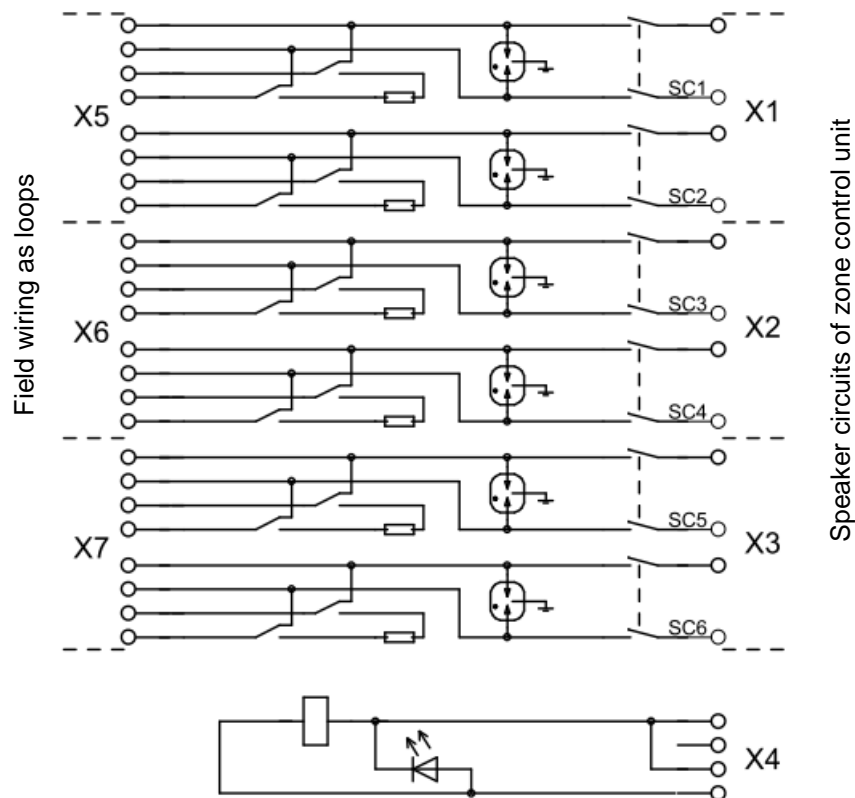 Field wiring as loops
X5
X6
X7
SC1
X1
SC2
SC3
X2
SC4
SC5
X3
SC6
X4
Speaker circuits of zone control unit